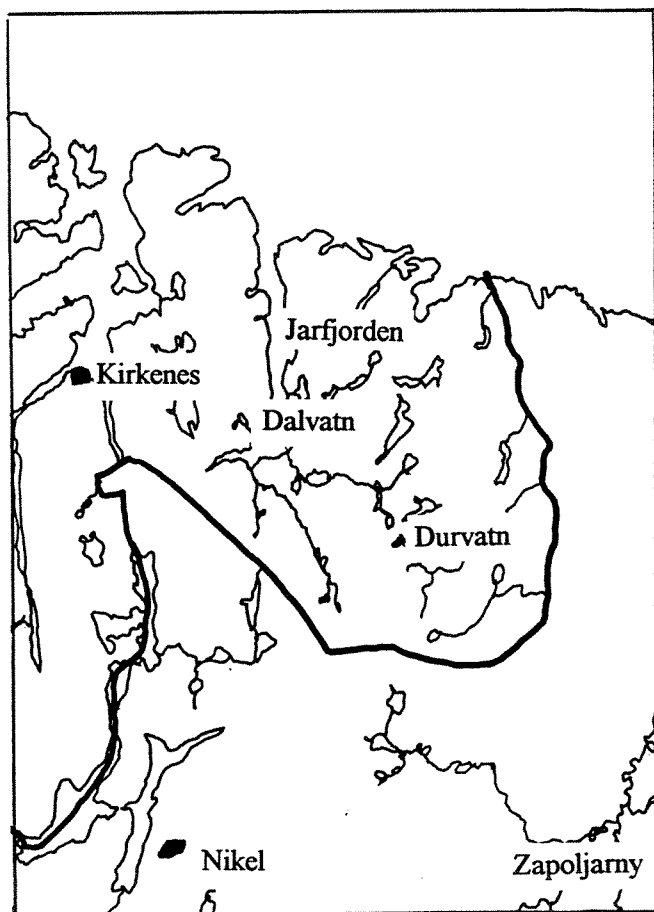 Jarfjorden
Kirkenes
Dalvatn
Durvatn
Nikel
Zapoljarny